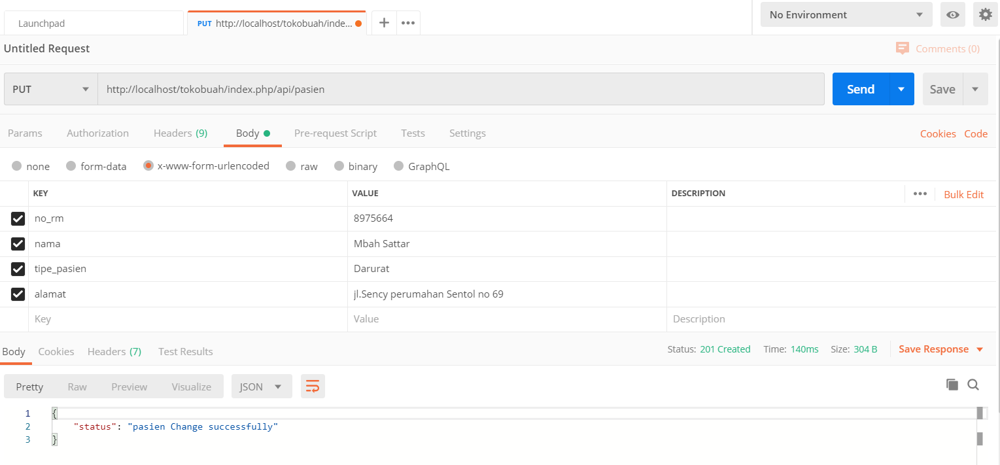 Launchpad PUT http://localhost/tokobuah/inde... No Environment
Untitled Request Comments (0)
PUT http://localhost/tokobuah/index.php/api/pasien Send Save
Params Authorization Headers (9) Body Pre-request Script Tests Settings Cookies Code
none form-data x-www-form-urlencoded raw binary GraphQL
KEY VALUE DESCRIPTION Bulk Edit
no_rm 8975664
nama Mbah Sattar
tipe_pasien Darurat
alamat jl.Sency perumahan Sentol no 69
Key Value Description
Body Cookies Headers (7) Test Results Status: 201 Created Time: 140ms Size: 304 B Save Response
Pretty Raw Preview Visualize JSON
1 {
2 "status": "pasien Change successfully"
3 }